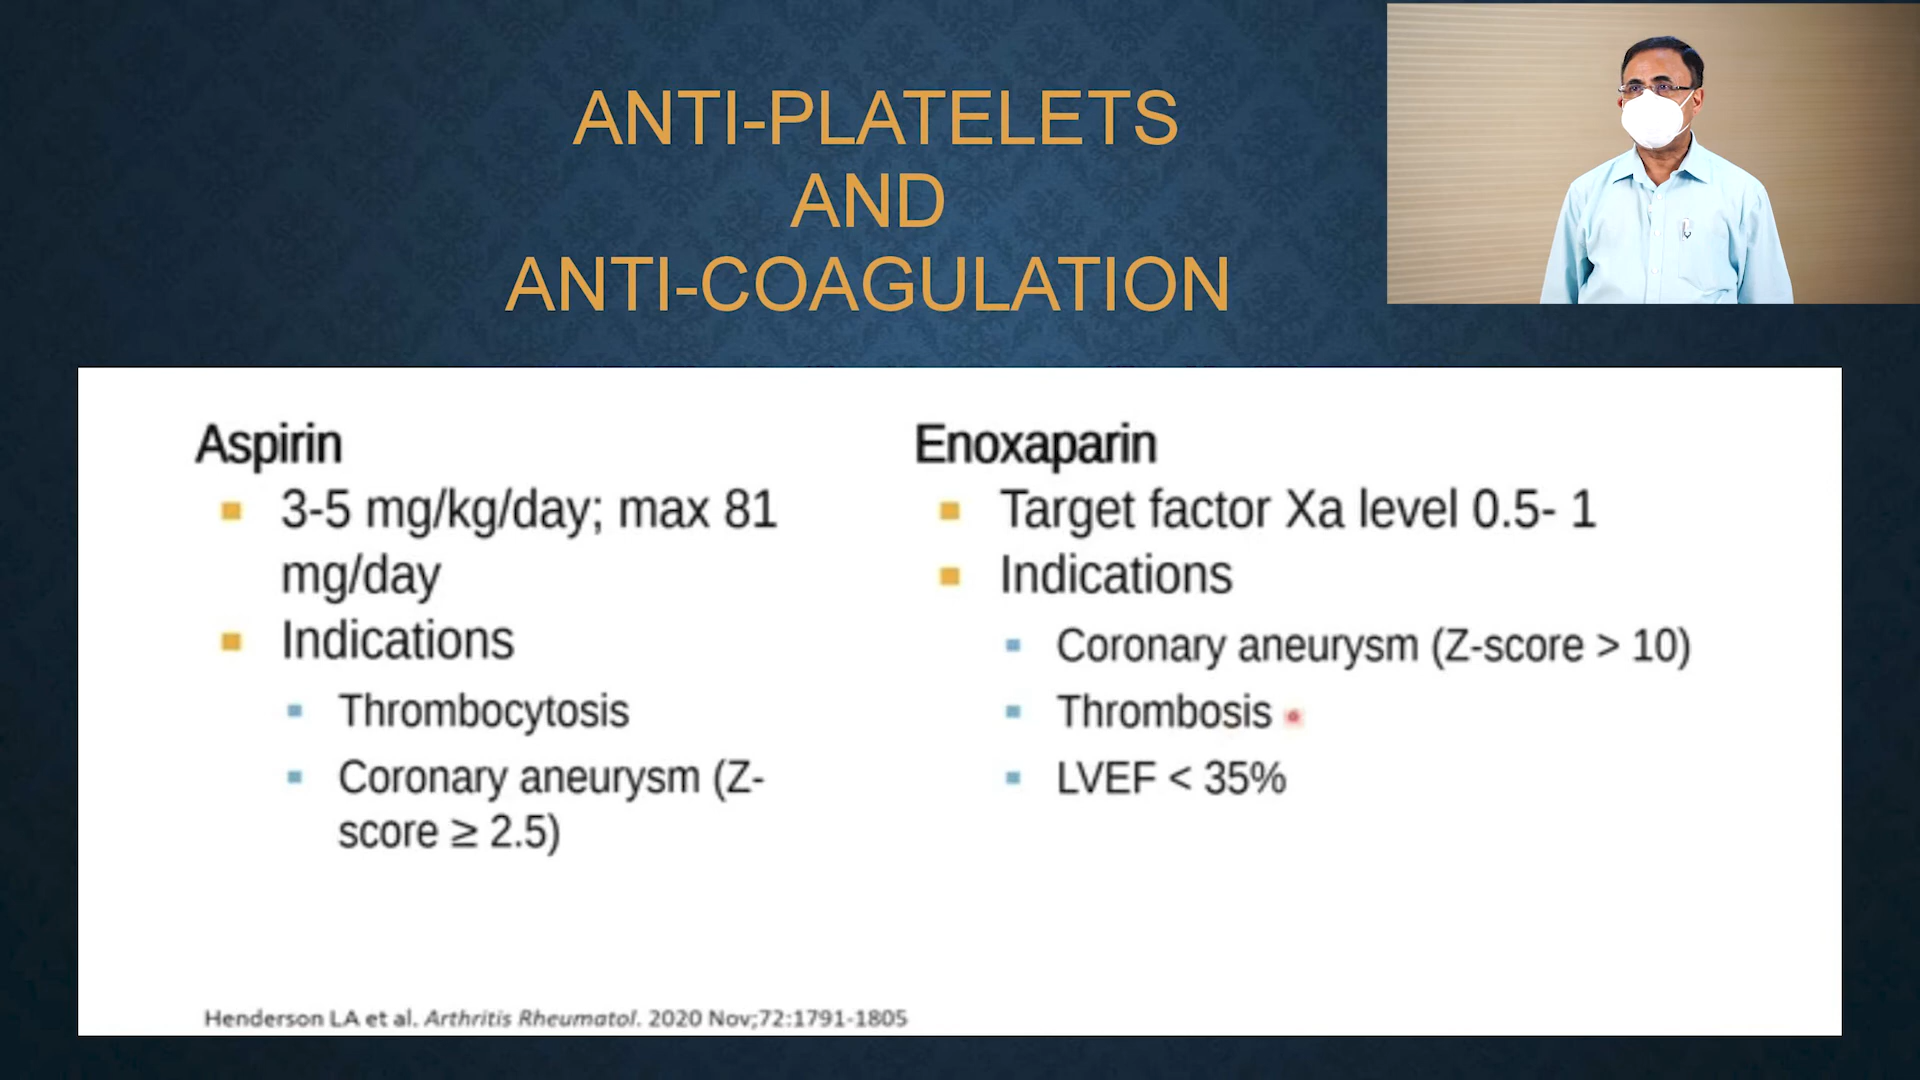 ANTI-PLATELETS
AND
ANTI-COAGULATION
Aspirin
3-5 mg/kg/day; max 81
mg/day
Indications
Thrombocytosis
Coronary aneurysm (Z-
score ≥ 2.5)
Enoxaparin
Target factor Xa level 0.5- 1
Indications
Coronary aneurysm (Z-score > 10)
Thrombosis
LVEF < 35%
Henderson LA et al. Arthritis Rheumatol. 2020 Nov;72:1791-1805